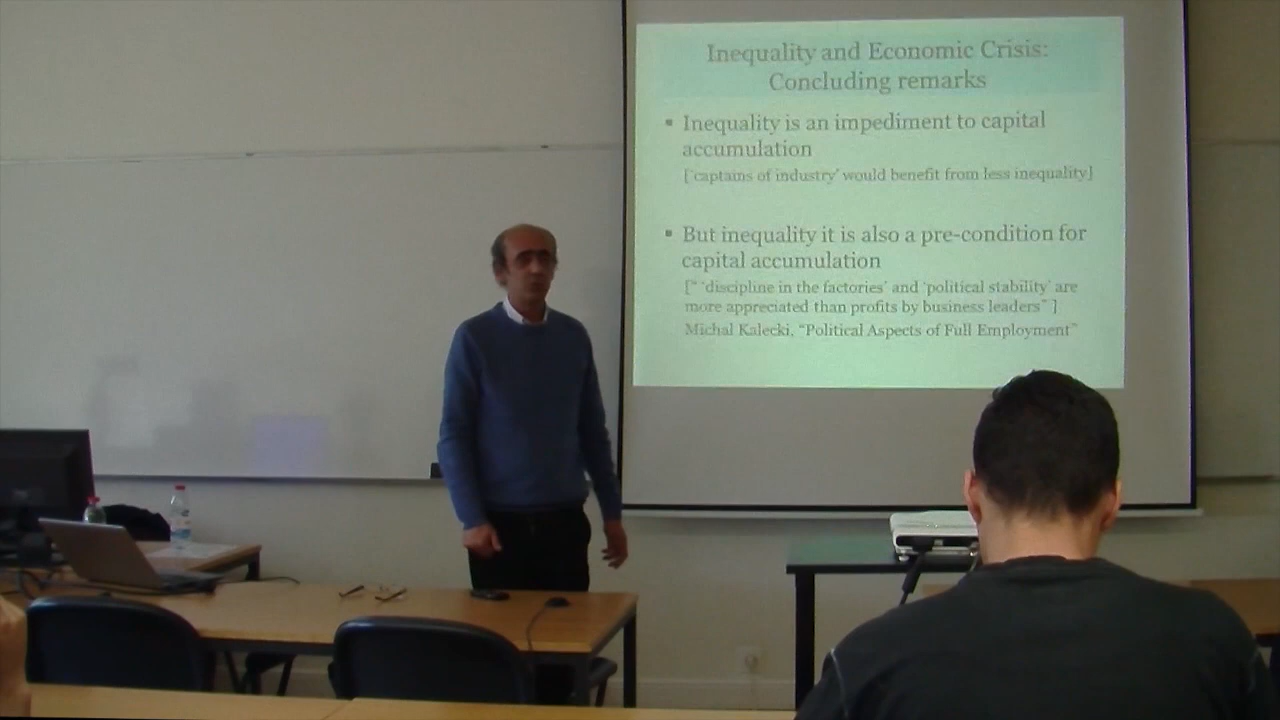 Inequality and Economic Crisis:
Concluding remarks
▪ Inequality is an impediment to capital
accumulation
['captains of industry' would benefit from less inequality]
▪ But inequality it is also a pre-condition for
capital accumulation
[“ 'discipline in the factories' and 'political stability' are
more appreciated than profits by business leaders” ]
Michal Kalecki, “Political Aspects of Full Employment”